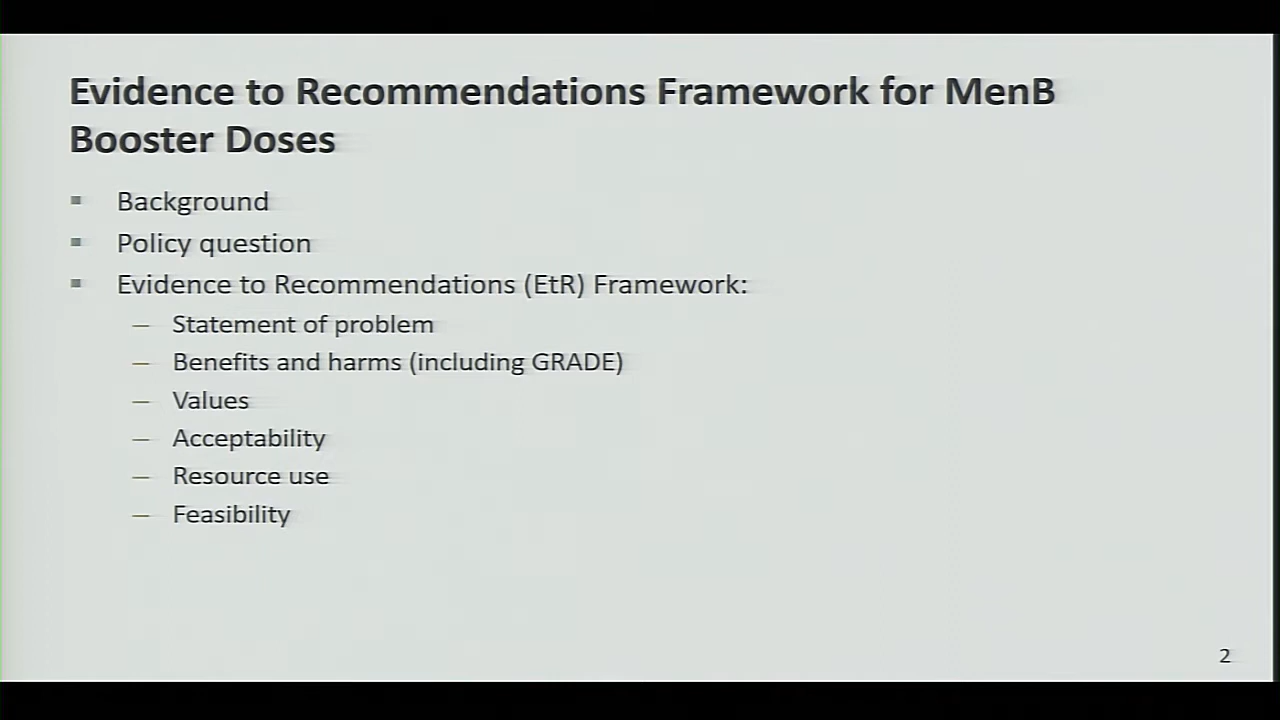 Evidence to Recommendations Framework for MenB
Booster Doses
▪ Background
▪ Policy question
▪ Evidence to Recommendations (EtR) Framework:
– Statement of problem
– Benefits and harms (including GRADE)
– Values
– Acceptability
– Resource use
– Feasibility
2